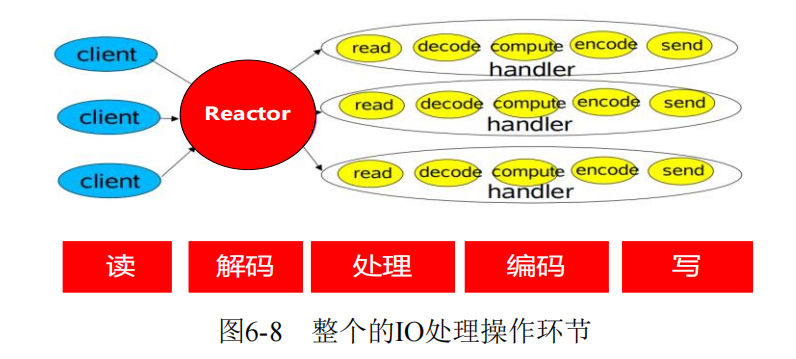 client
client
client
Reactor
read decode compute encode send
handler
read decode compute encode send
handler
read decode compute encode send
handler
读 解码 处理 编码 写
图6-8 整个的IO处理操作环节